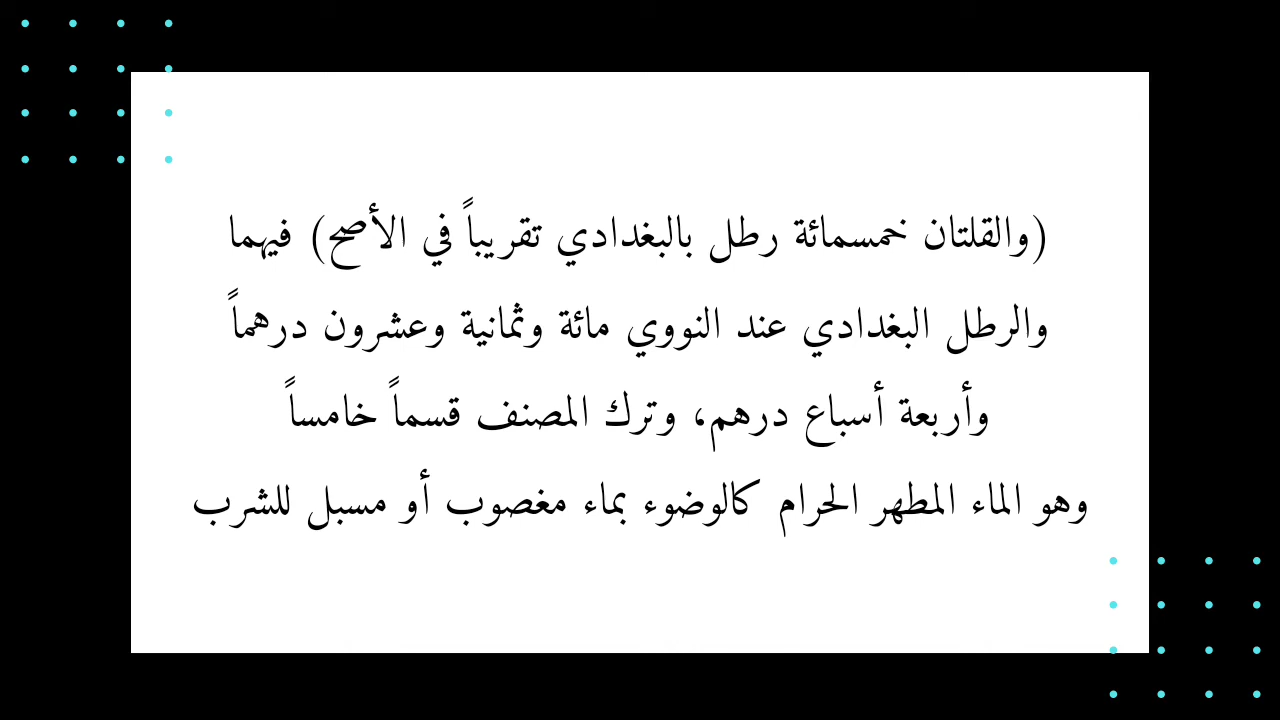 (والقلتان خمسمائة رطل بالبغدادي تقريباً في الأصح) فيهما
والرطل البغدادي عند النووي مائة وثمانية وعشرون درهماً
وأربعة أسباع درهم، وترك المصنف قسماً خامساً
وهو الماء المطهر الحرام كالوضوء بماء مغصوب أو مسبل للشرب